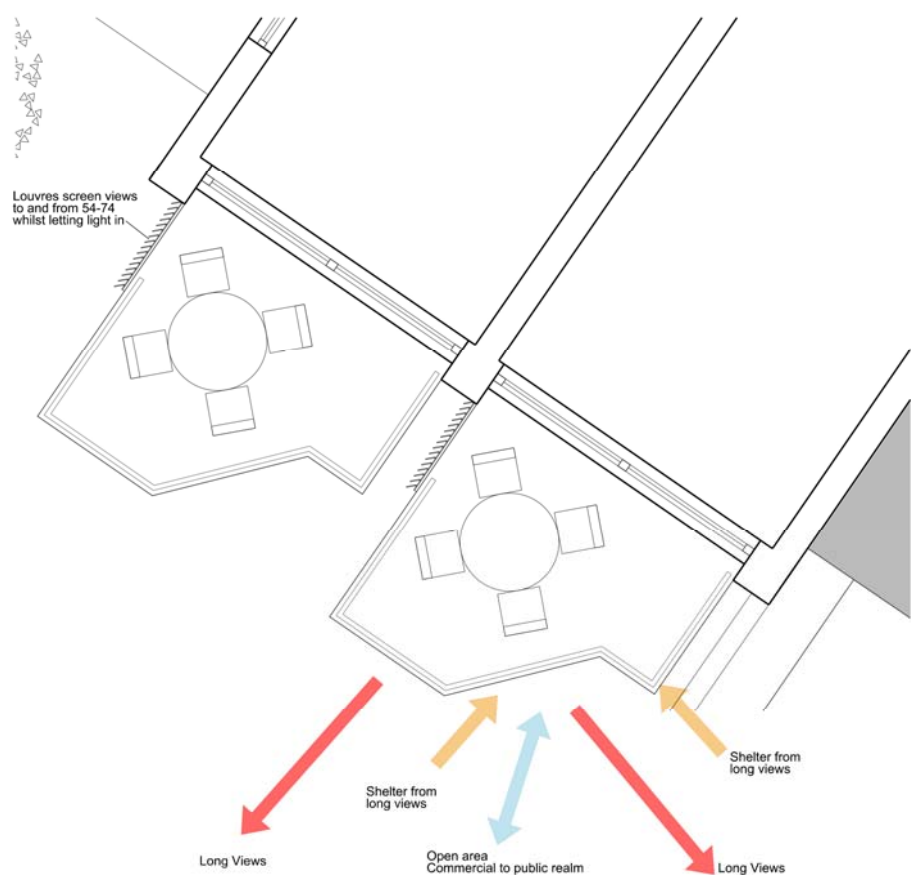 Louvres screen views
to and from 54-74
whilst letting light in
Shelter from
long views
Shelter from
long views
Long Views
Open area
Commercial to public realm
Long Views